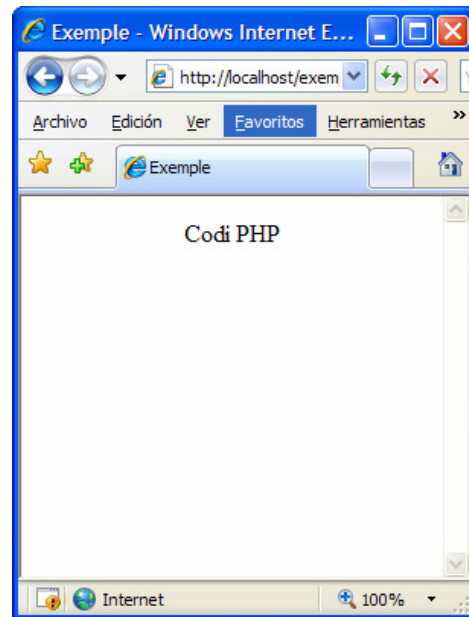 Exemple - Windows Internet E...
http://localhost/exem
Archivo Edición Ver Favoritos Herramientas »
Exemple
Codi PHP
Internet 100%